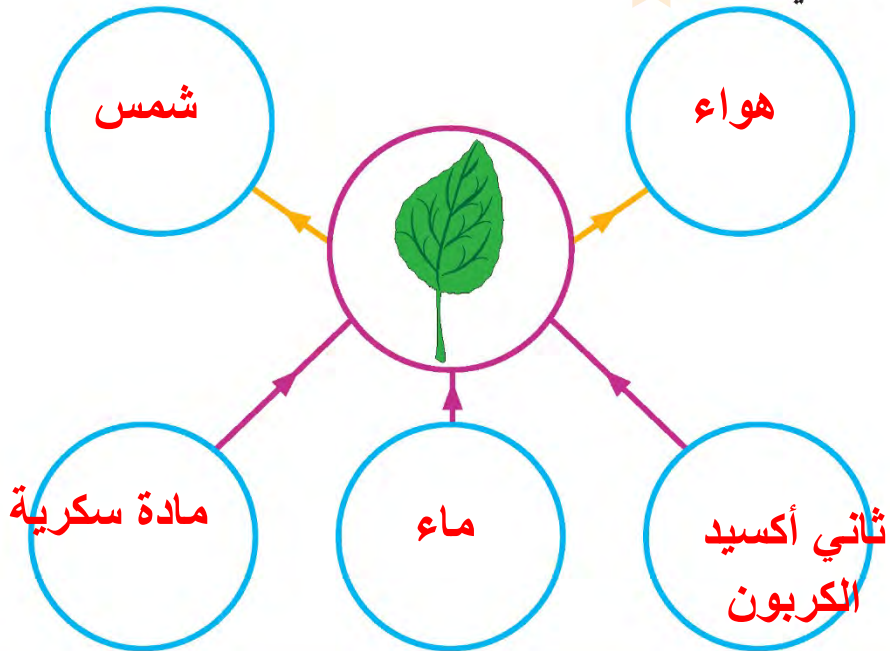 هواء
شمس
ثاني أكسيد
الكربون
ماء
مادة سكرية